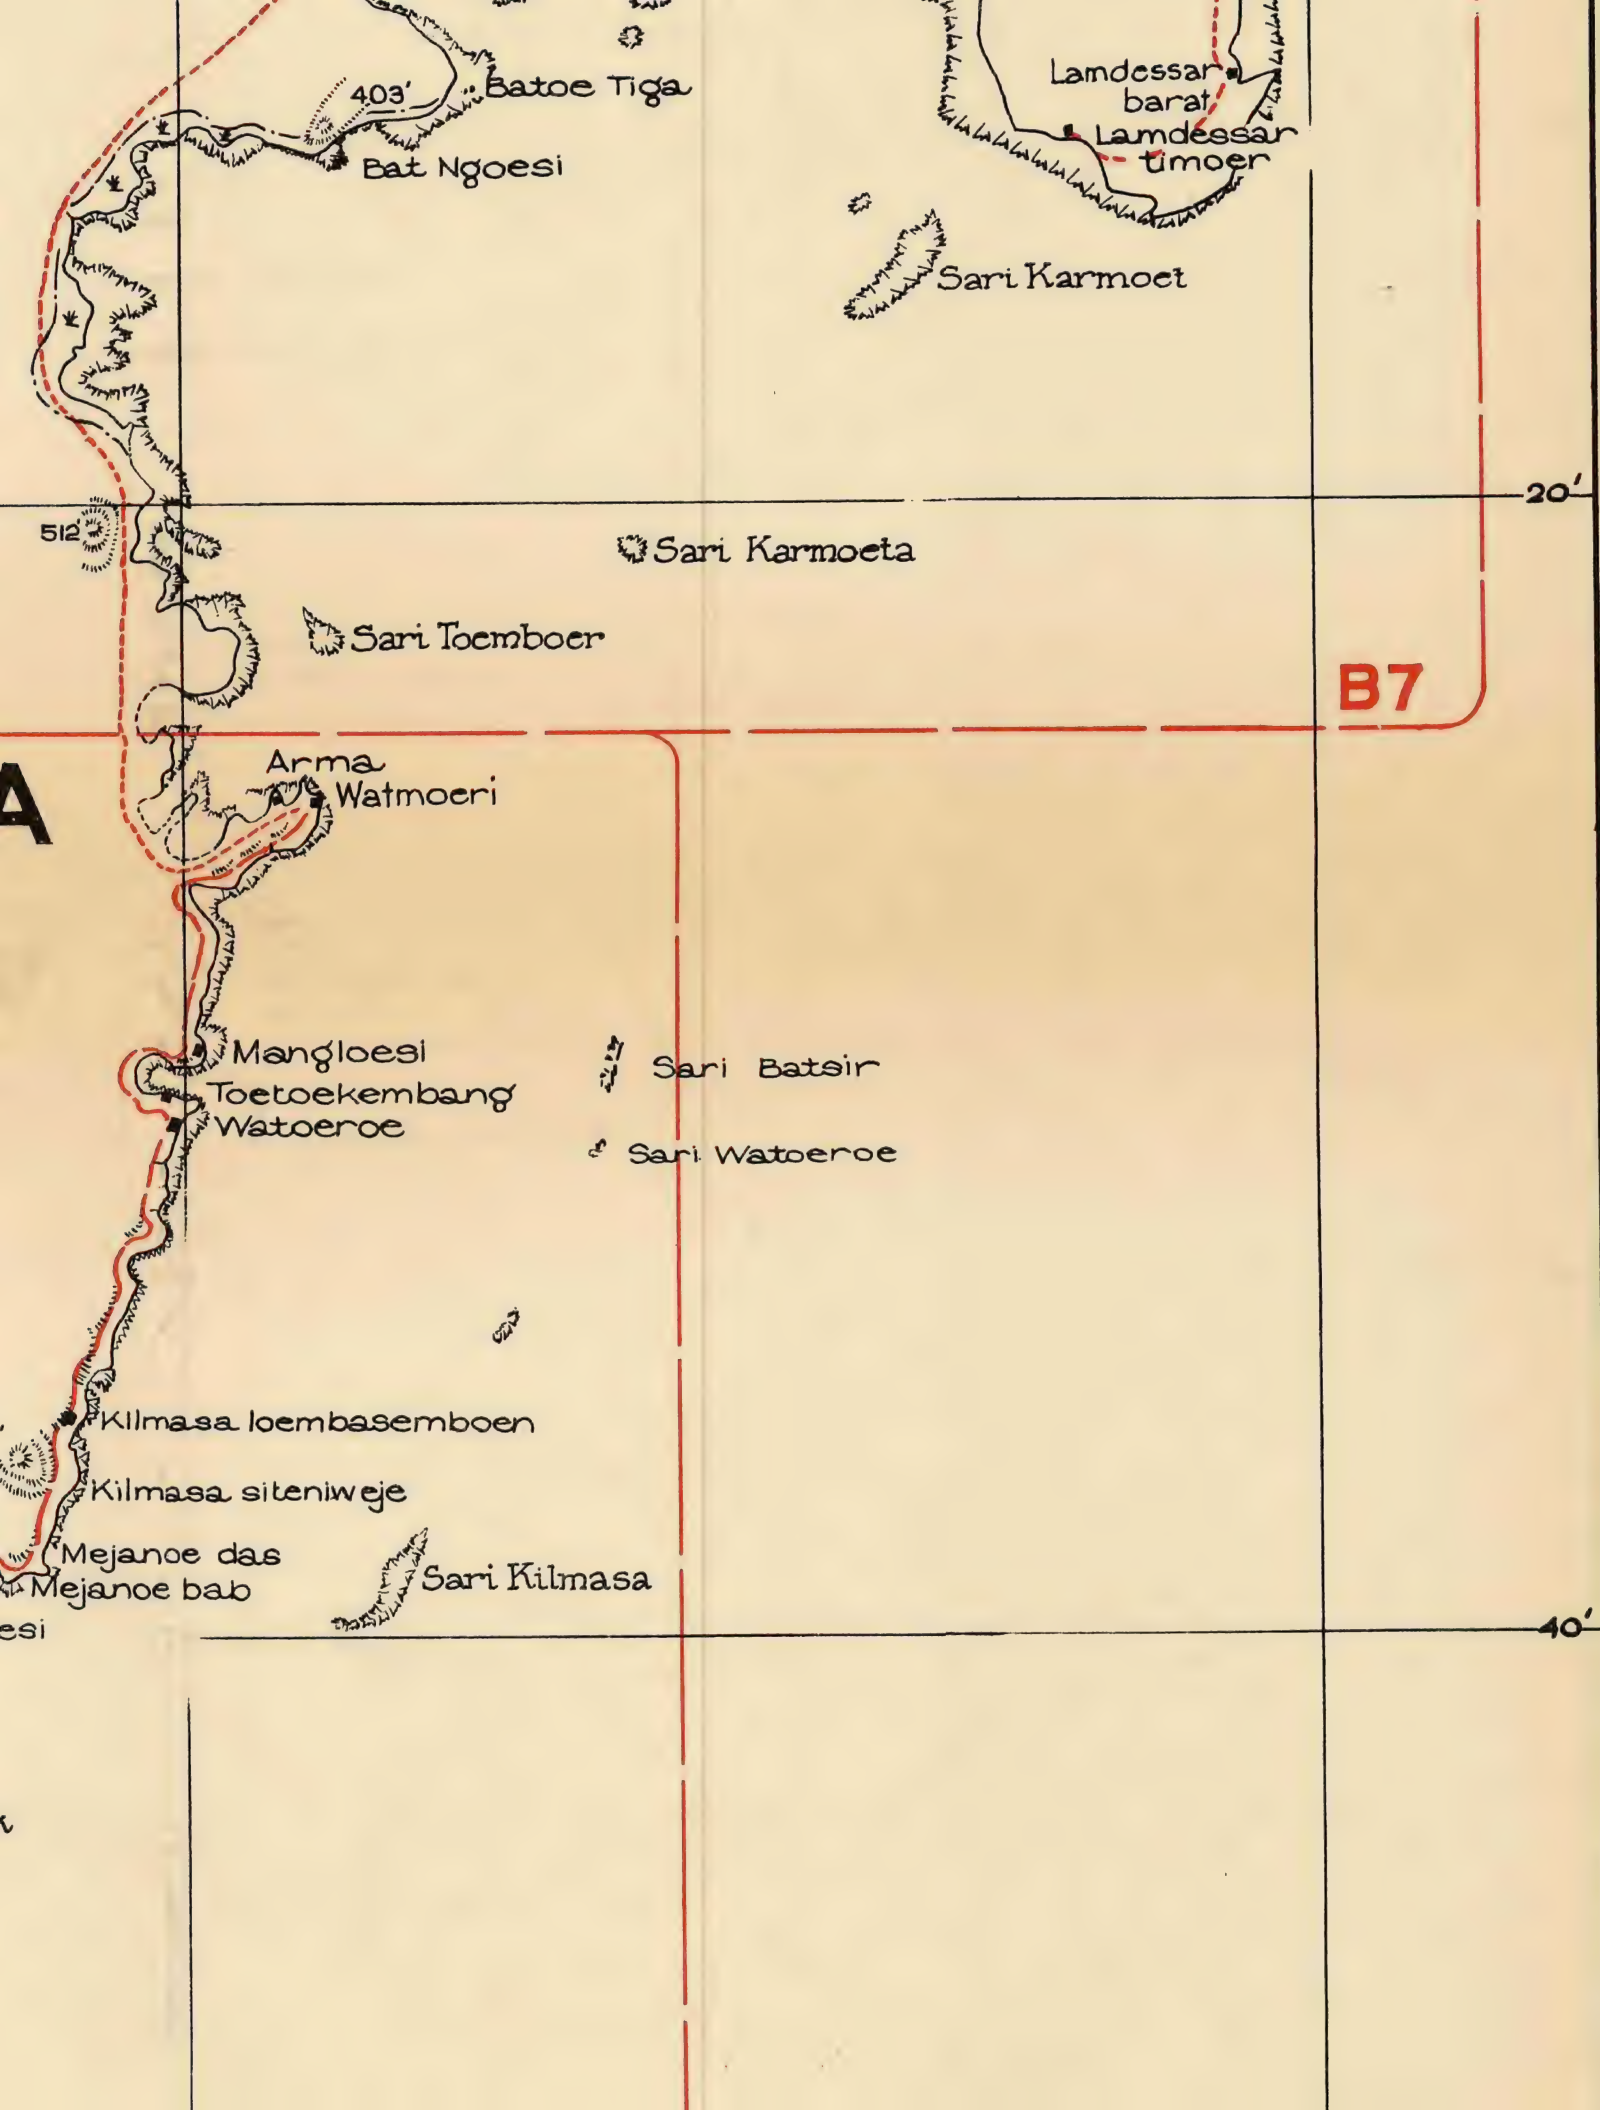 Lamdessar
barat
Lamdessar
timoer
403'
Batoe Tiga
Bat Ngoesi
Sari Karmoet
20'
512'
Sari Karmoeta
Sari Toemboer
B7
A
Arma
Watmoeri
Mangloesi
Toetoekembang
Watoeroe
Sari Batsir
Sari Watoeroe
Kilmasa loembasemboen
Kilmasa siteniweje
Mejanoe das
Mejanoe bab
Sari Kilmasa
esi
40'